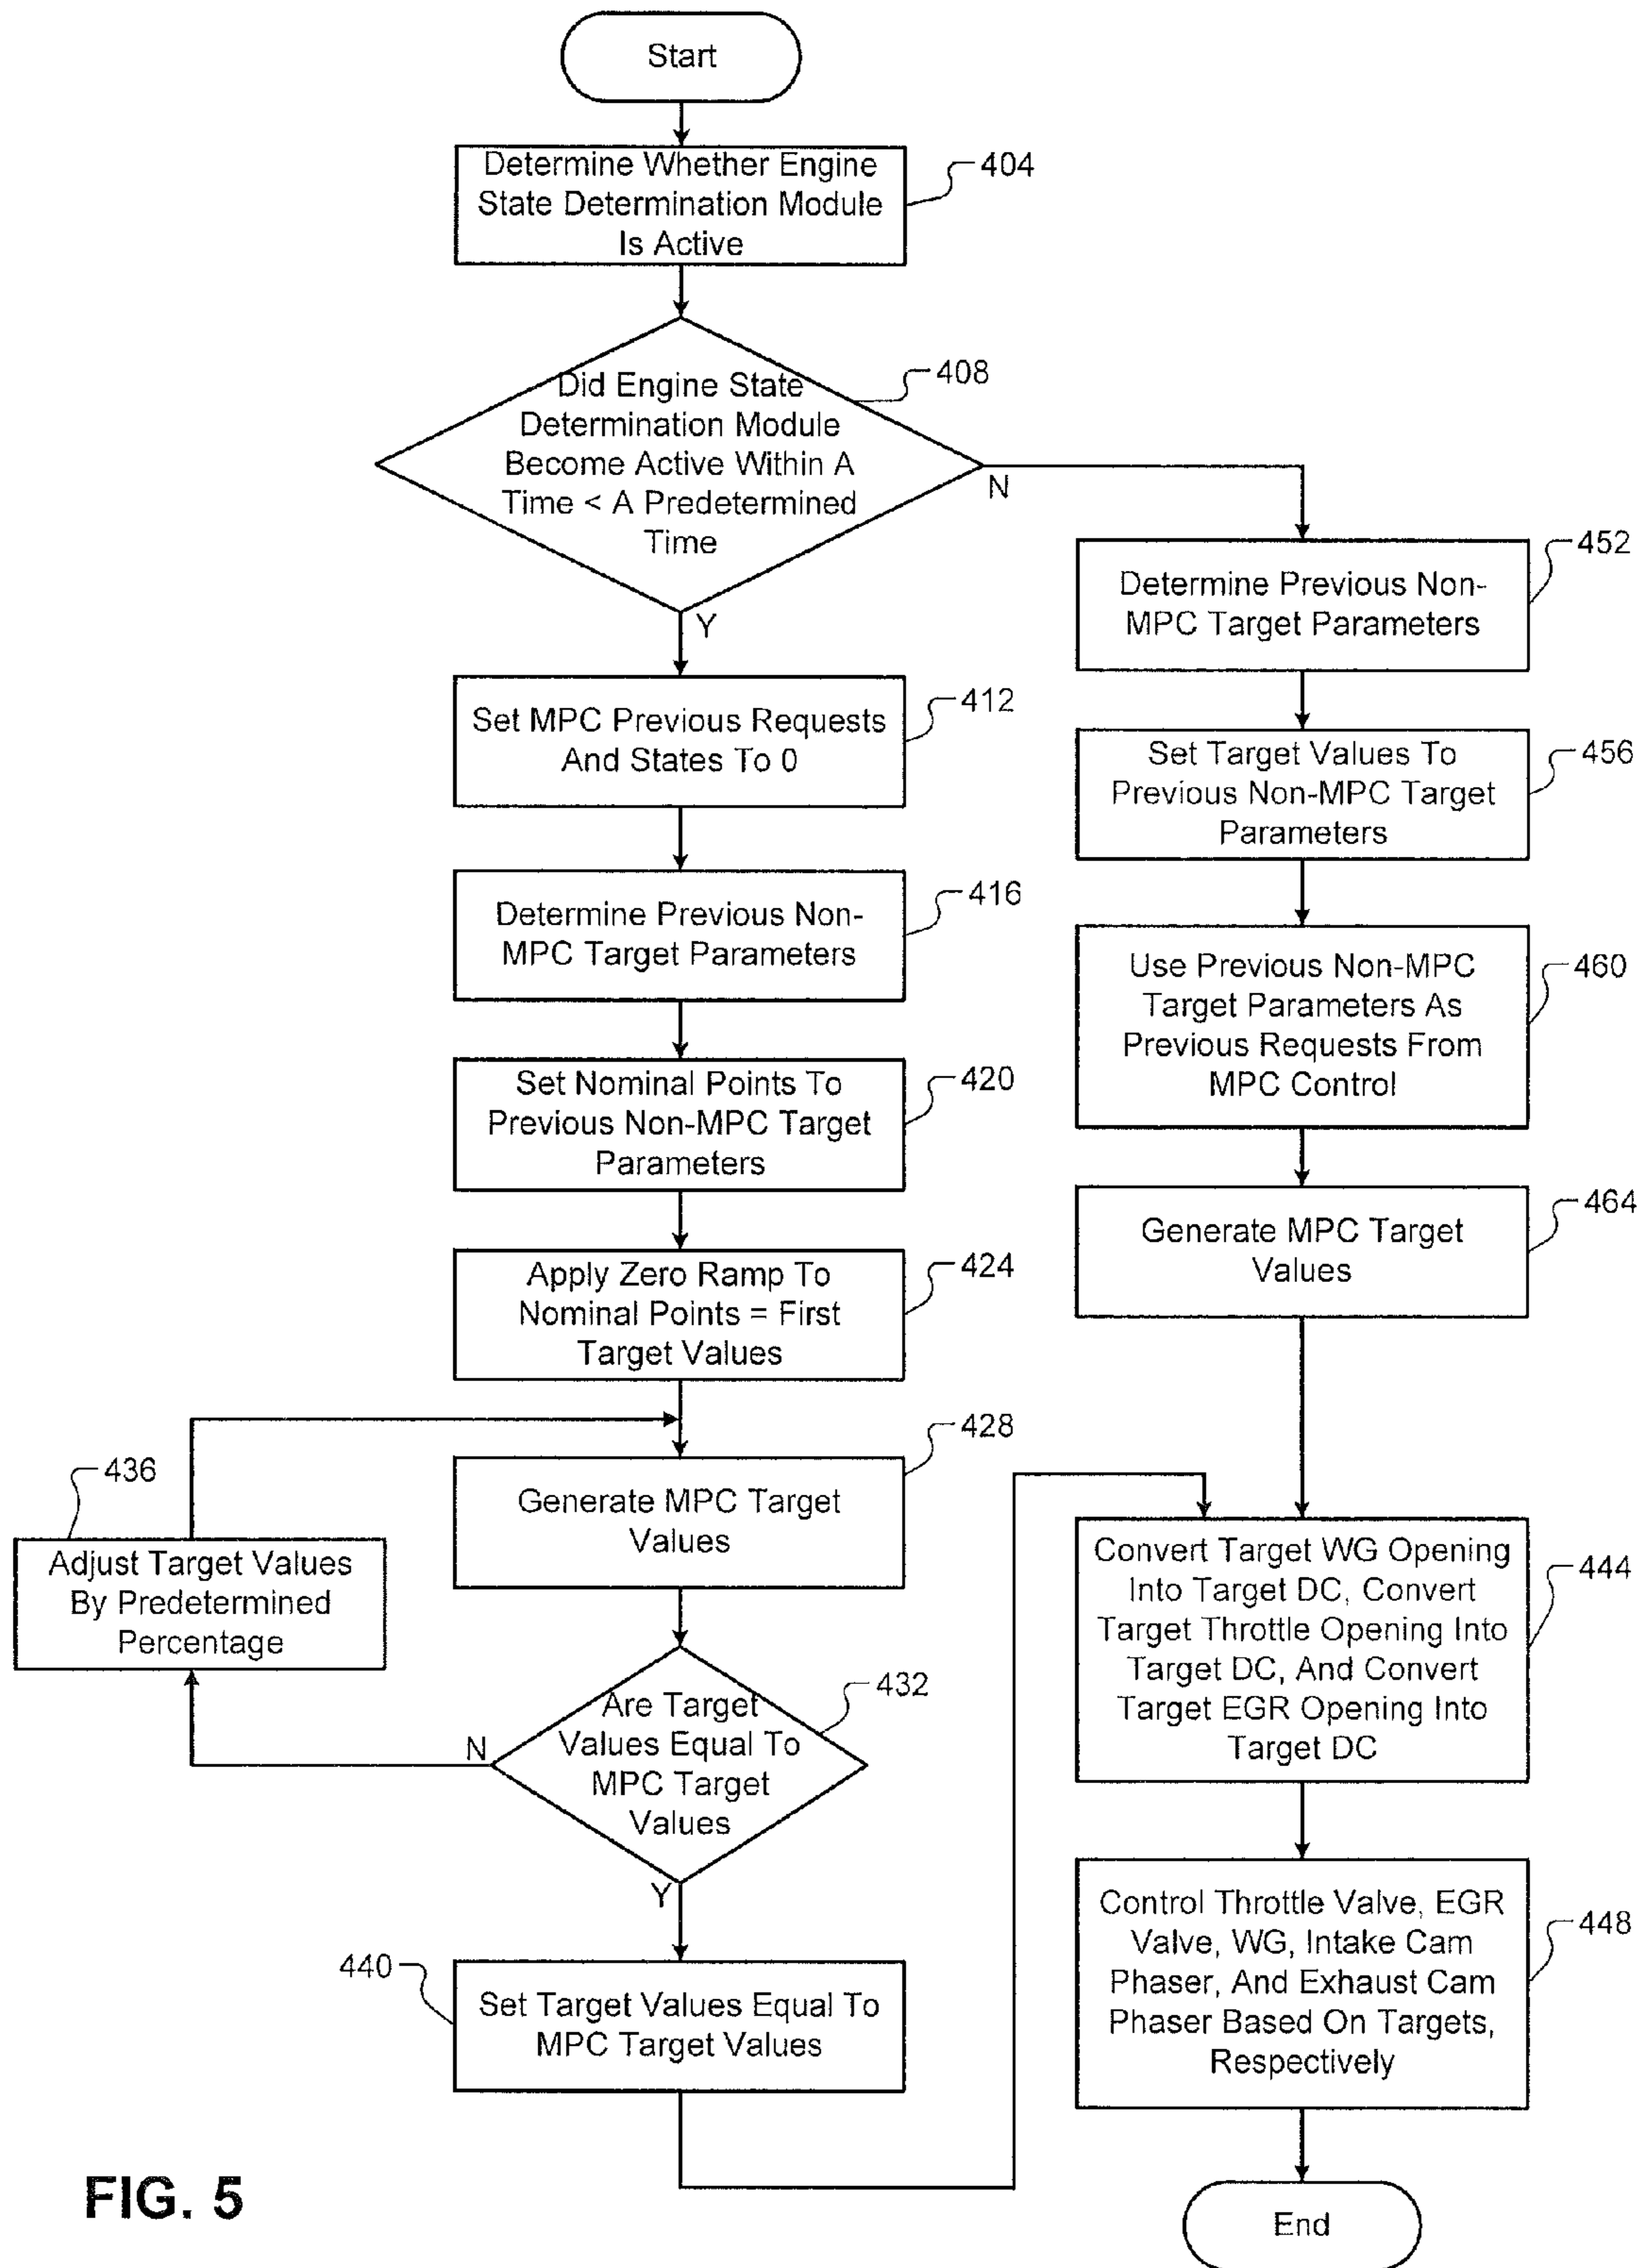 Start
Determine Whether Engine
State Determination Module
Is Active
404
Did Engine State
Determination Module
Become Active Within A
Time < A Predetermined
Time
408
N
Y
Set MPC Previous Requests
And States To 0
412
Determine Previous Non-
MPC Target Parameters
416
Set Nominal Points To
Previous Non-MPC Target
Parameters
420
Apply Zero Ramp To
Nominal Points = First
Target Values
424
Generate MPC Target
Values
428
436
Adjust Target Values
By Predetermined
Percentage
Are Target
Values Equal To
MPC Target
Values
432
N
Y
440
Set Target Values Equal To
MPC Target Values
Determine Previous Non-
MPC Target Parameters
452
Set Target Values To
Previous Non-MPC Target
Parameters
456
Use Previous Non-MPC
Target Parameters As
Previous Requests From
MPC Control
460
Generate MPC Target
Values
464
Convert Target WG Opening
Into Target DC, Convert
Target Throttle Opening Into
Target DC, And Convert
Target EGR Opening Into
Target DC
444
Control Throttle Valve, EGR
Valve, WG, Intake Cam
Phaser, And Exhaust Cam
Phaser Based On Targets,
Respectively
448
End
FIG. 5